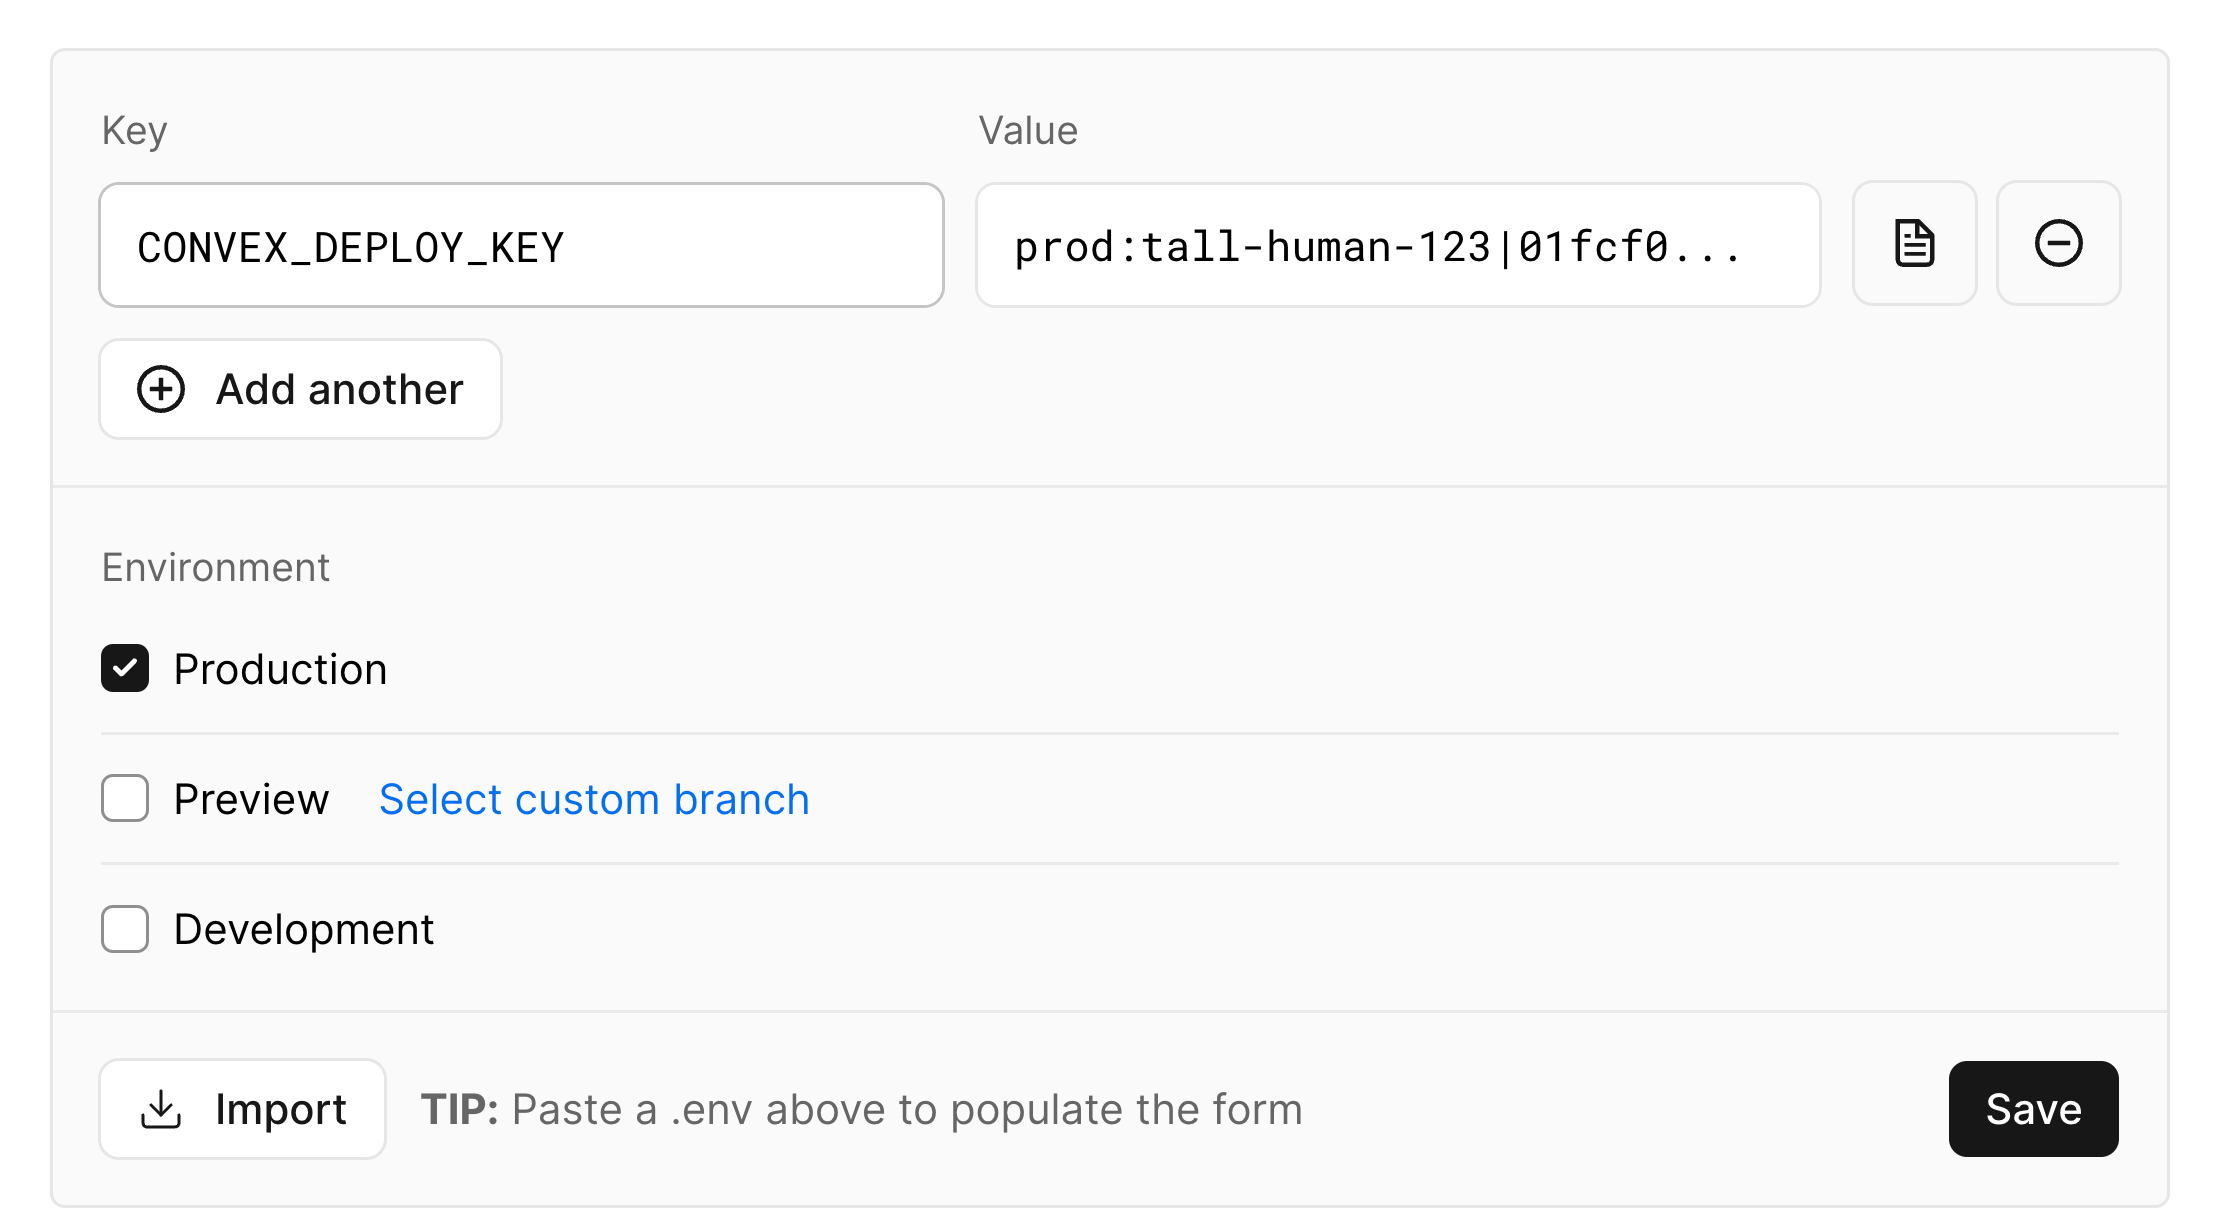 Key
Value
CONVEX_DEPLOY_KEY
prod:tall-human-123|01fcf0...
Add another
Environment
Production
Preview Select custom branch
Development
Import
TIP: Paste a .env above to populate the form
Save